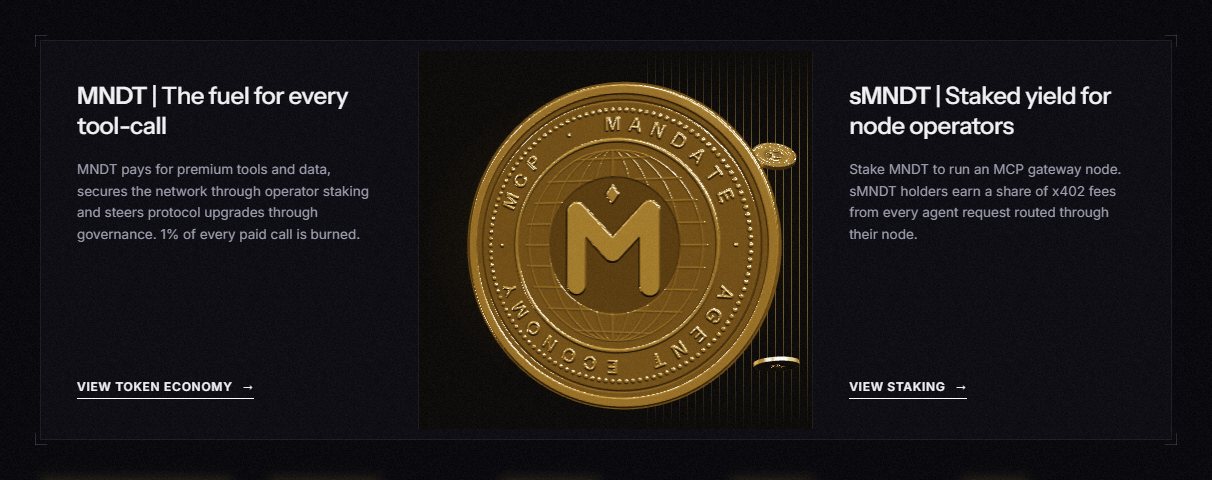 MNDT | The fuel for every
tool-call
MNDT pays for premium tools and data,
secures the network through operator staking
and steers protocol upgrades through
governance. 1% of every paid call is burned.
VIEW TOKEN ECONOMY →
MCP · MANDATE · AGENT ECONOMY ·
M
sMNDT | Staked yield for
node operators
Stake MNDT to run an MCP gateway node.
sMNDT holders earn a share of x402 fees
from every agent request routed through
their node.
VIEW STAKING →